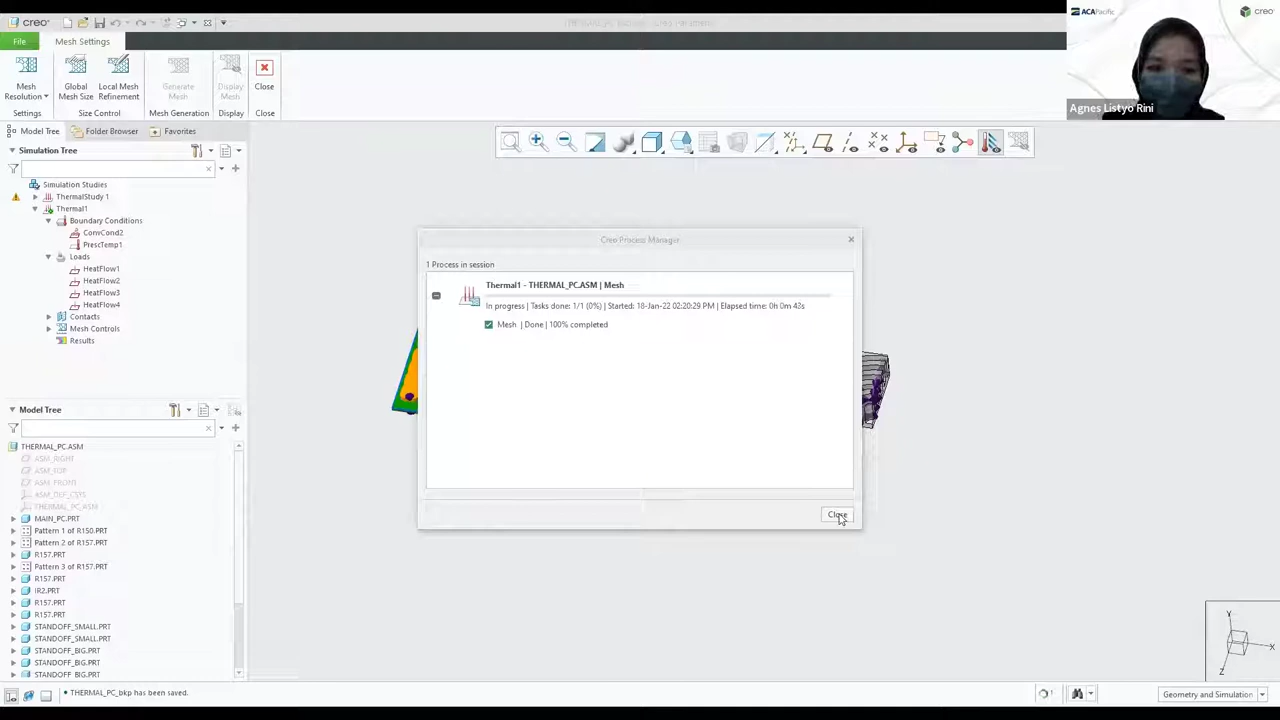 creo
ACAPacific
creo
File
Mesh Settings
Mesh Resolution
Global Mesh Size
Local Mesh Refinement
Generate Mesh
Display Mesh
Close
Settings
Size Control
Mesh Generation
Display
Close
Agnes Listyo Rini
Model Tree
Folder Browser
Favorites
Simulation Tree
Simulation Studies
ThermalStudy 1
Thermal1
Boundary Conditions
ConvCond2
PrescTemp1
Loads
HeatFlow1
HeatFlow2
HeatFlow3
HeatFlow4
Contacts
Mesh Controls
Results
Creo Process Manager
1 Process in session
Thermal1 - THERMAL_PC.ASM | Mesh
In progress | Tasks done: 1/1 (0%) | Started: 18-Jan-22 02:20:29 PM | Elapsed time: 0h 0m 43s
Mesh | Done | 100% completed
Close
Model Tree
THERMAL_PC.ASM
ASM_RIGHT
ASM_TOP
ASM_FRONT
ASM_DEF_CSYS
THERMAL_PC_ASM
MAIN_PC.PRT
Pattern 1 of R150.PRT
Pattern 2 of R157.PRT
R157.PRT
Pattern 3 of R157.PRT
R157.PRT
IR2.PRT
R157.PRT
R157.PRT
STANDOFF_SMALL.PRT
STANDOFF_SMALL.PRT
STANDOFF_BIG.PRT
STANDOFF_BIG.PRT
STANDOFF_BIG.PRT
Y
X
Z
• THERMAL_PC_bkp has been saved.
1
Geometry and Simulation